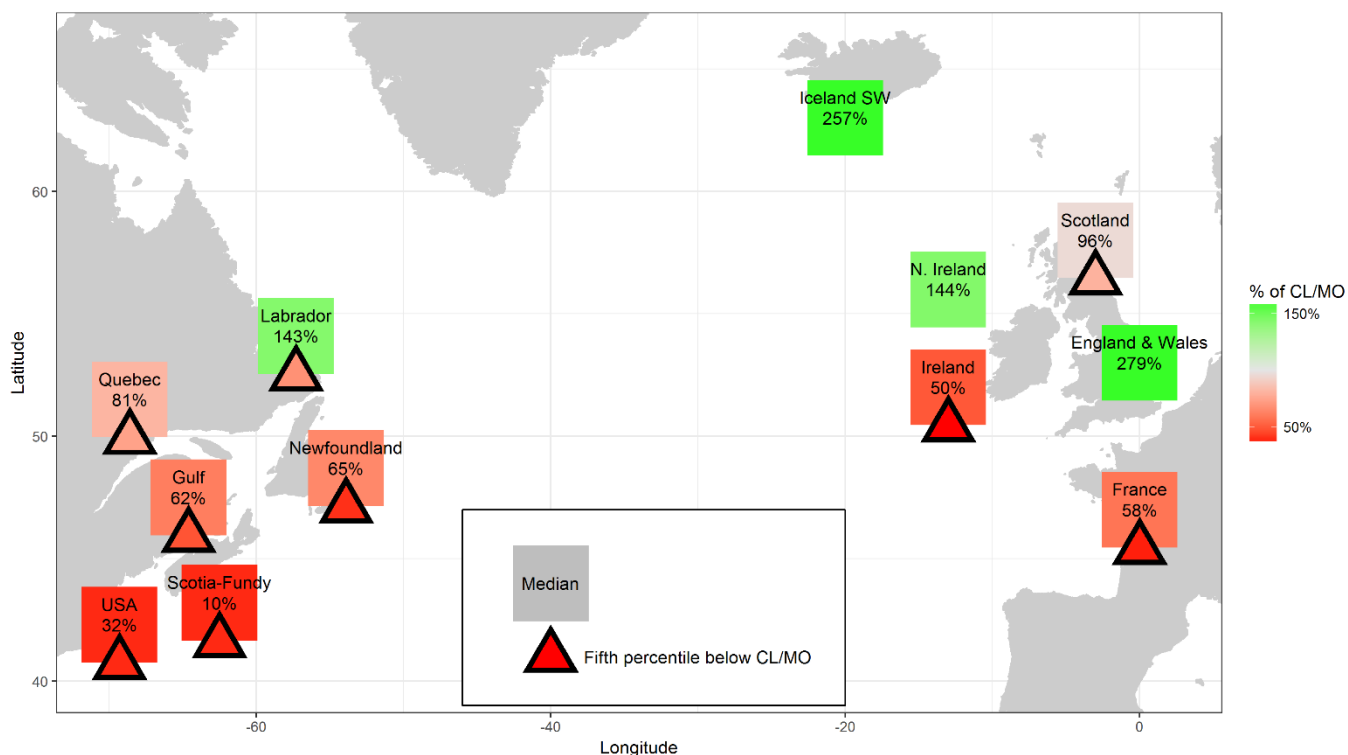 Iceland SW
257%
60
Scotland
96%
N. Ireland
144%
% of CL/MO
150%
50%
Labrador
143%
England & Wales
279%
Latitude
Quebec
81%
Ireland
50%
50
Newfoundland
65%
Gulf
62%
France
58%
Scotia-Fundy
10%
USA
32%
Median
Fifth percentile below CL/MO
40
-60
-40
-20
0
Longitude